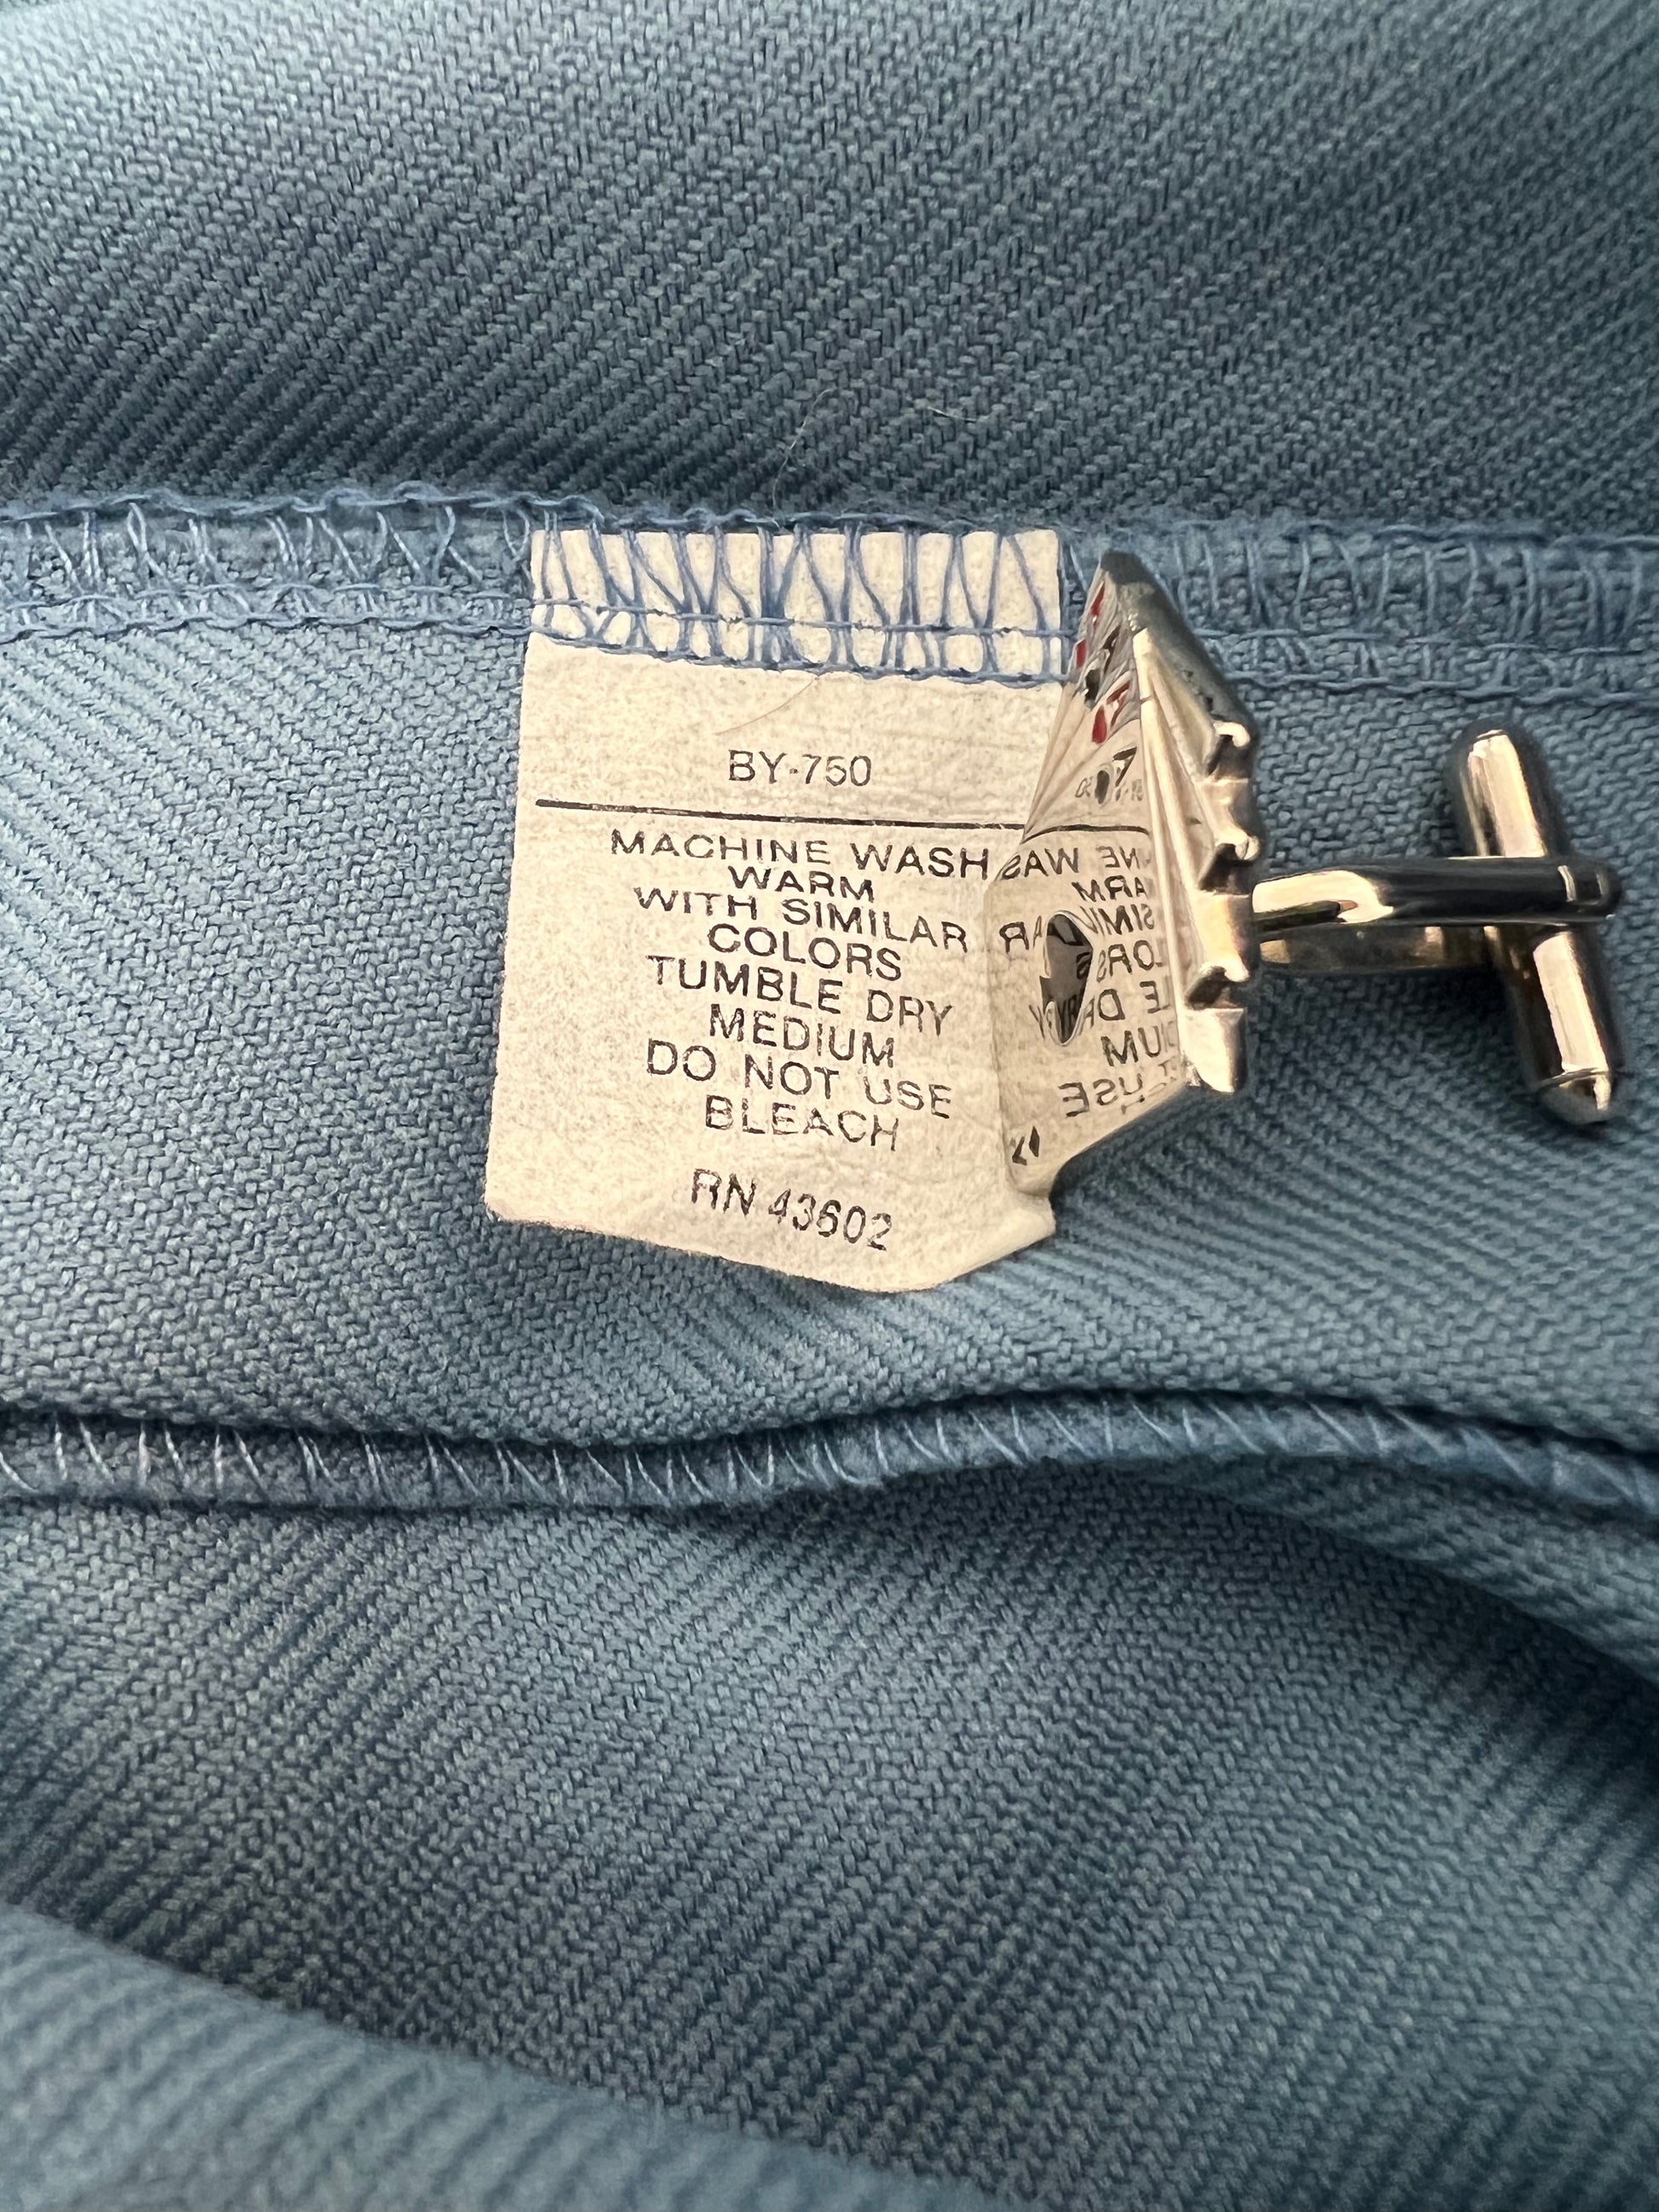 BY-750
MACHINE WASH
WARM
WITH SIMILAR
COLORS
TUMBLE DRY
MEDIUM
DO NOT USE
BLEACH
RN 43602